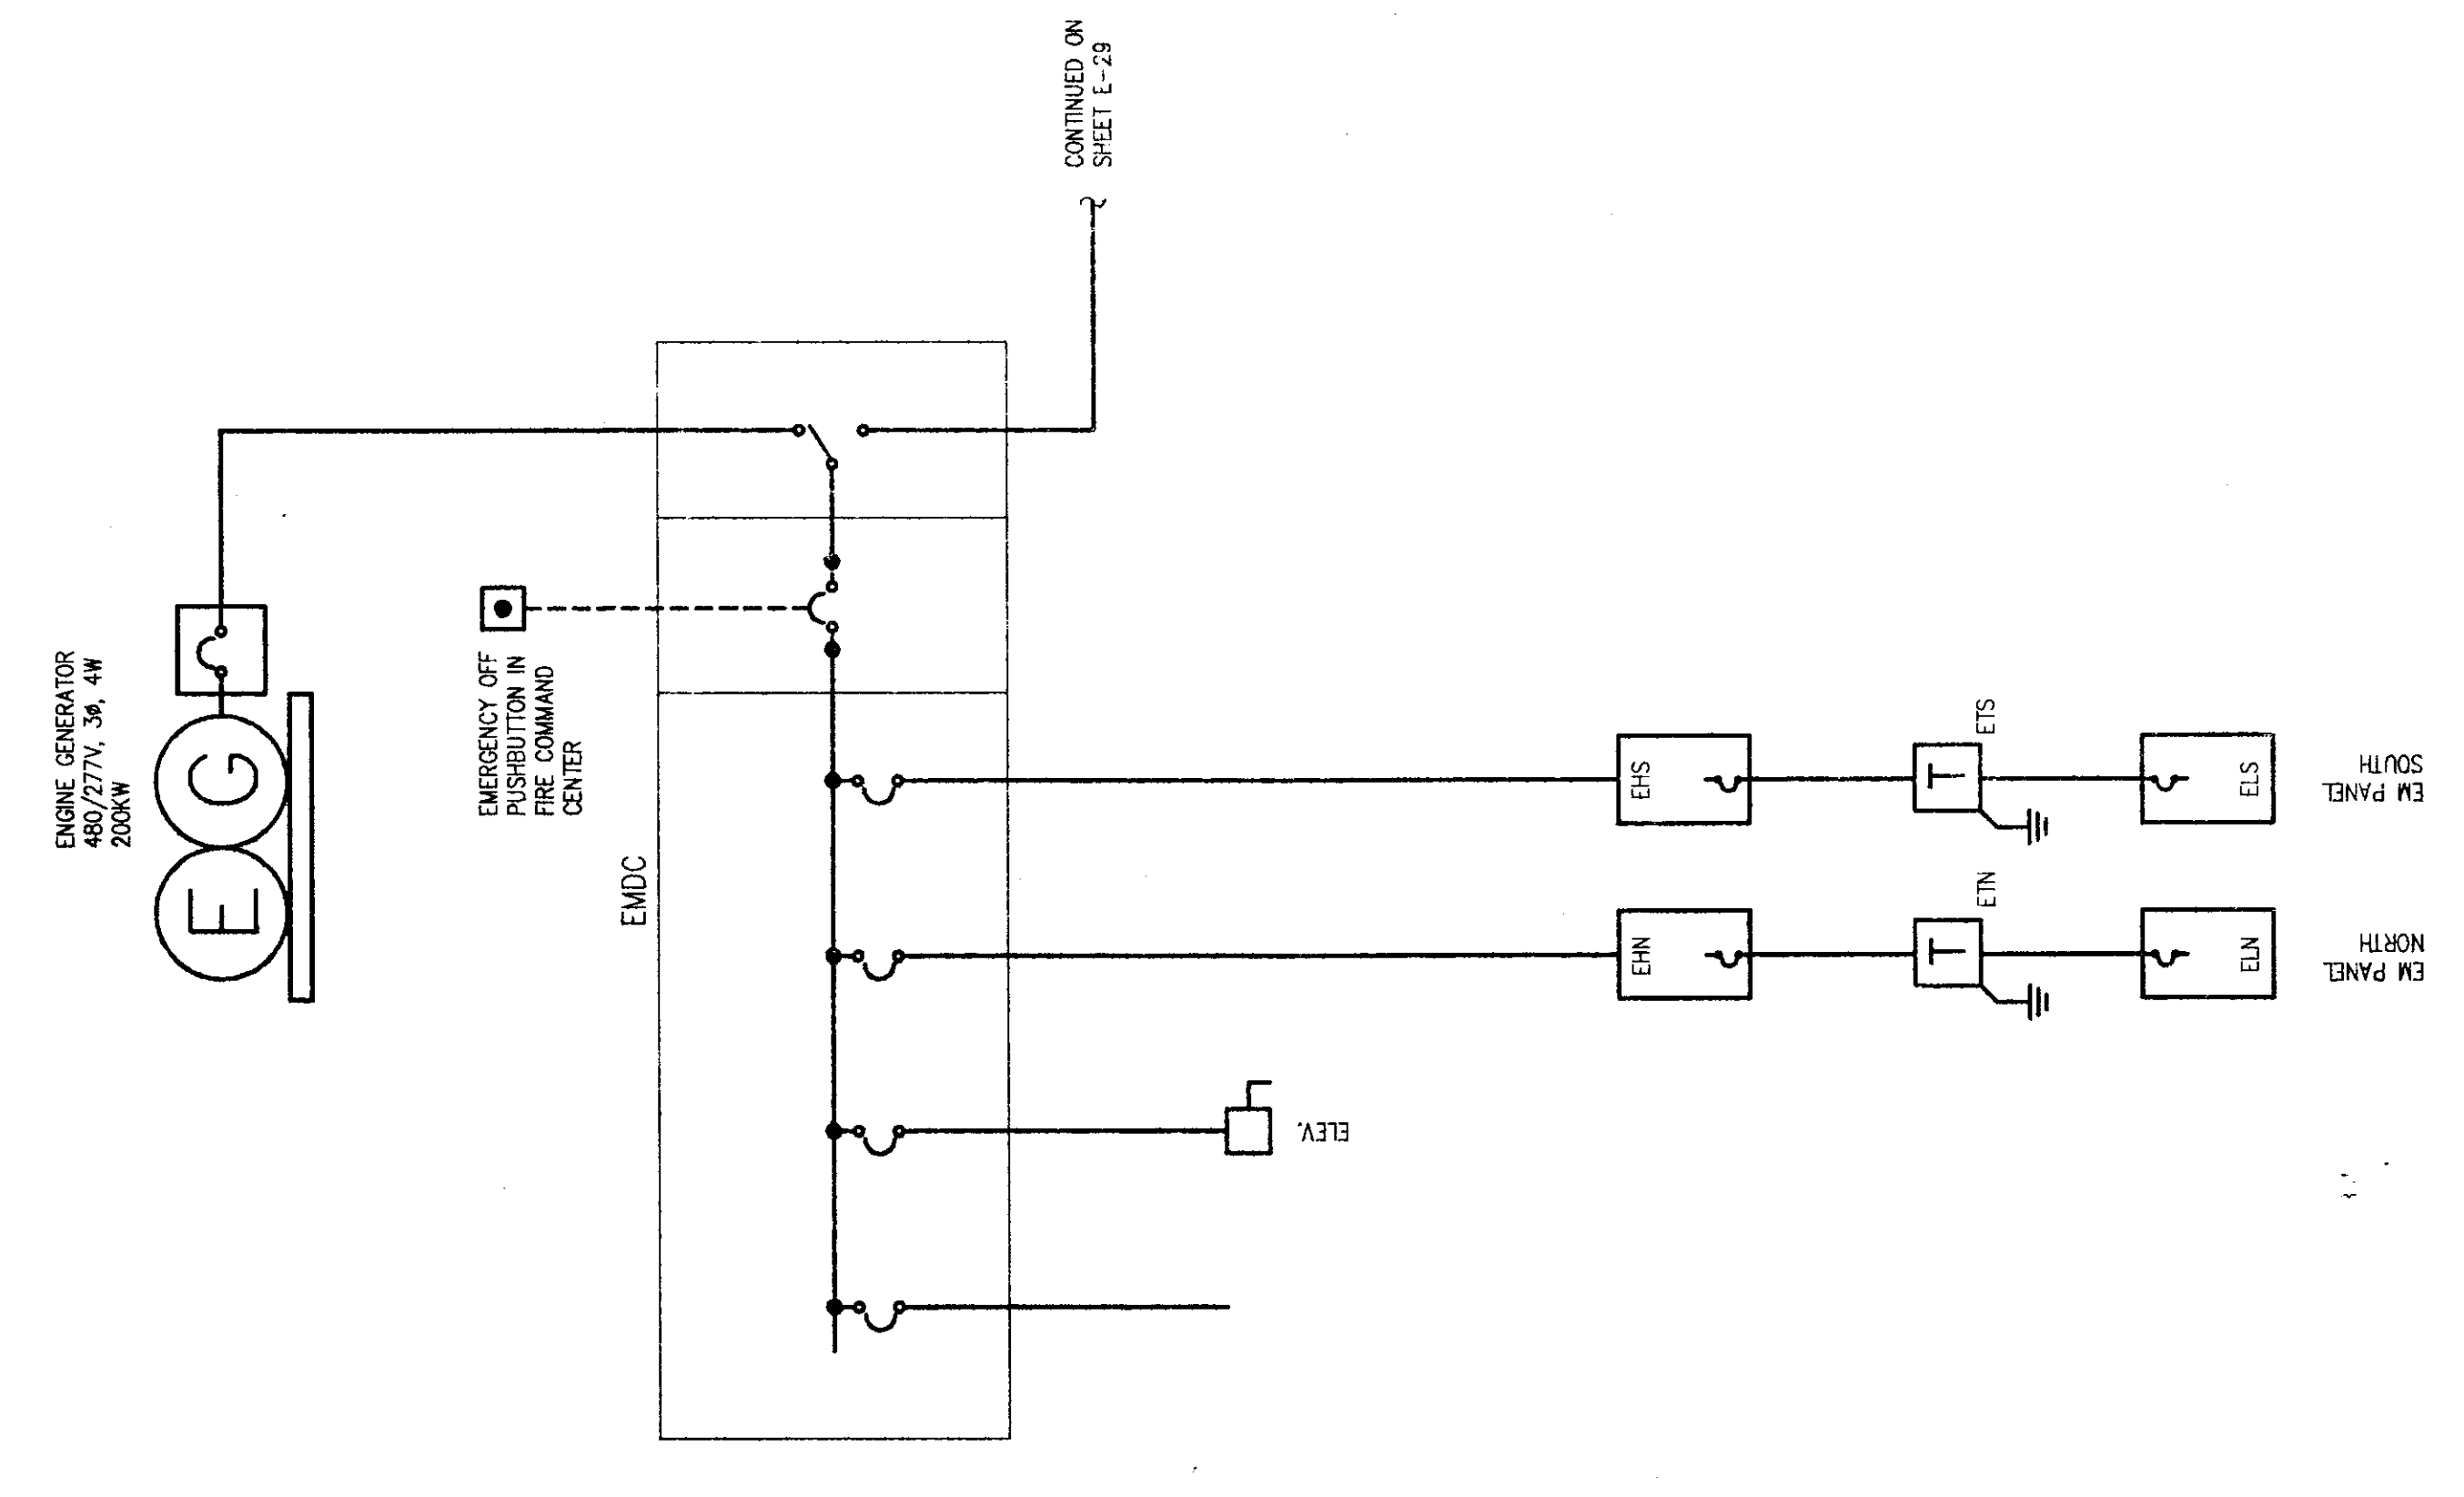 ENGINE GENERATOR
480/277V, 3Ø, 4W
200KW
E G
EMERGENCY OFF
PUSHBUTTON IN
FIRE COMMAND
CENTER
EMDC
CONTINUED ON
SHEET E-29
EHS
T
ETS
ELS
EM PANEL
SOUTH
EHN
T
ETN
ELN
EM PANEL
NORTH
ELEV.